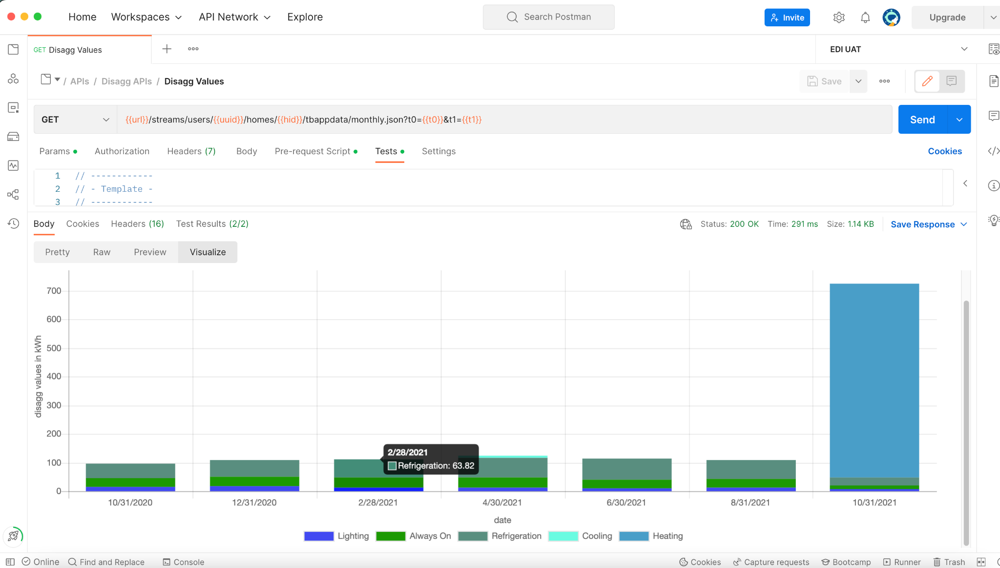 Home Workspaces API Network Explore Search Postman Invite Upgrade
GET Disagg Values EDI UAT
/ APIs / Disagg APIs / Disagg Values Save
GET {{url}}/streams/users/{{uuid}}/homes/{{hid}}/tbappdata/monthly.json?t0={{t0}}&t1={{t1}} Send
Params Authorization Headers (7) Body Pre-request Script Tests Settings Cookies
1 // ------------
2 // - Template -
3 // ------------
Body Cookies Headers (16) Test Results (2/2) Status: 200 OK Time: 291 ms Size: 1.14 KB Save Response
Pretty Raw Preview Visualize
disagg values in kWh
700
600
500
400
300
200
100
0
2/28/2021
Refrigeration: 63.82
10/31/2020 12/31/2020 2/28/2021 4/30/2021 6/30/2021 8/31/2021 10/31/2021
date
Lighting Always On Refrigeration Cooling Heating
Online Find and Replace Console Cookies Capture requests Bootcamp Runner Trash